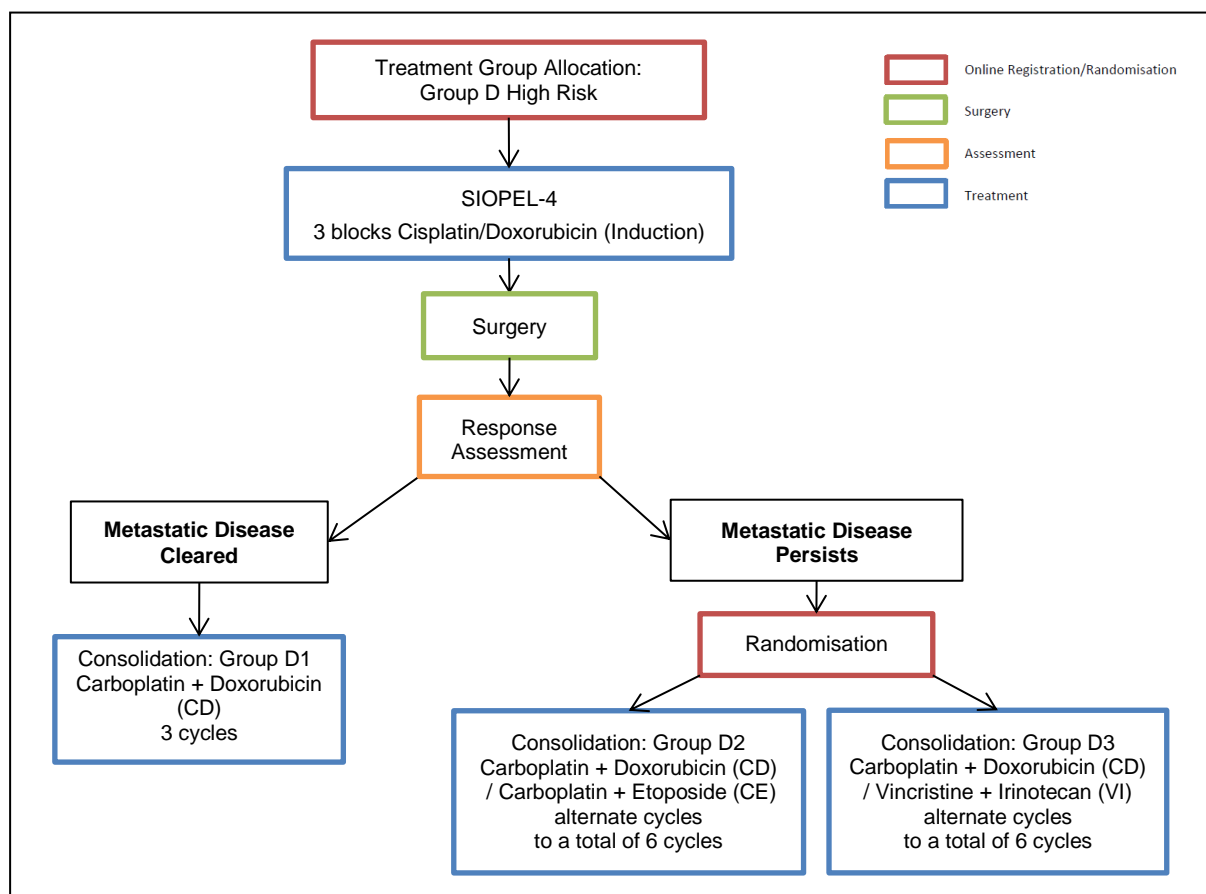 Treatment Group Allocation:
Group D High Risk
Online Registration/Randomisation
Surgery
Assessment
Treatment
SIOPEL-4
3 blocks Cisplatin/Doxorubicin (Induction)
Surgery
Response
Assessment
Metastatic Disease
Cleared
Metastatic Disease
Persists
Consolidation: Group D1
Carboplatin + Doxorubicin
(CD)
3 cycles
Randomisation
Consolidation: Group D2
Carboplatin + Doxorubicin (CD)
/ Carboplatin + Etoposide (CE)
alternate cycles
to a total of 6 cycles
Consolidation: Group D3
Carboplatin + Doxorubicin (CD)
/ Vincristine + Irinotecan (VI)
alternate cycles
to a total of 6 cycles